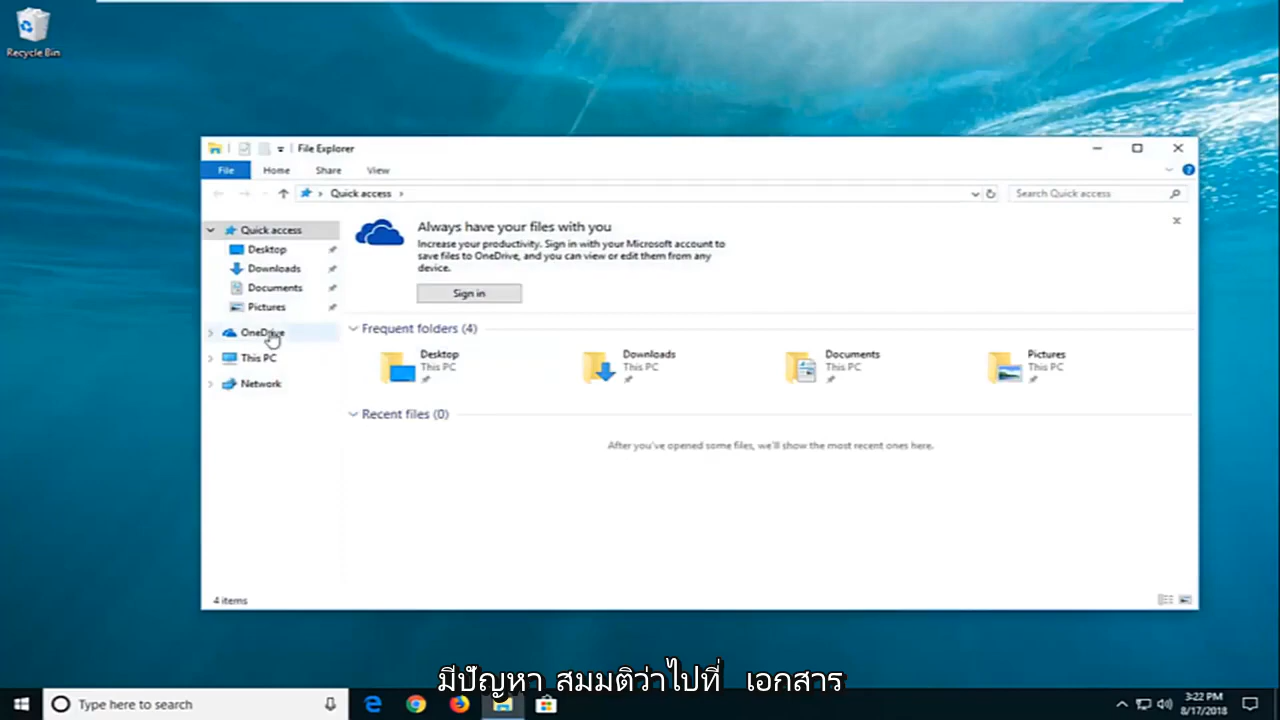 Recycle Bin
File Explorer
File Home Share View
Quick access
Search Quick access
Quick access
Desktop
Downloads
Documents
Pictures
OneDrive
This PC
Network
Always have your files with you
Increase your productivity. Sign in with your Microsoft account to
save files to OneDrive, and you can view or edit them from any
device.
Sign in
Frequent folders (4)
Desktop
This PC
Downloads
This PC
Documents
This PC
Pictures
This PC
Recent files (0)
After you've opened some files, we'll show the most recent ones here.
4 items
มีปัญหา สมมติว่าไปที่ เอกสาร
Type here to search
3:22 PM
8/17/2018